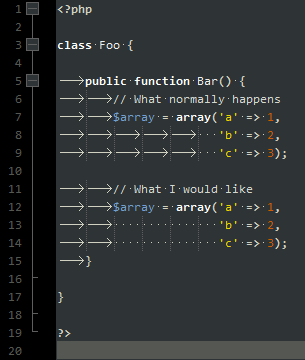 1 <?php
2
3 class Foo {
4
5 public function Bar() {
6 // What normally happens
7 $array = array('a' => 1,
8 'b' => 2,
9 'c' => 3);
10
11 // What I would like
12 $array = array('a' => 1,
13 'b' => 2,
14 'c' => 3);
15 }
16
17 }
18
19 ?>
20